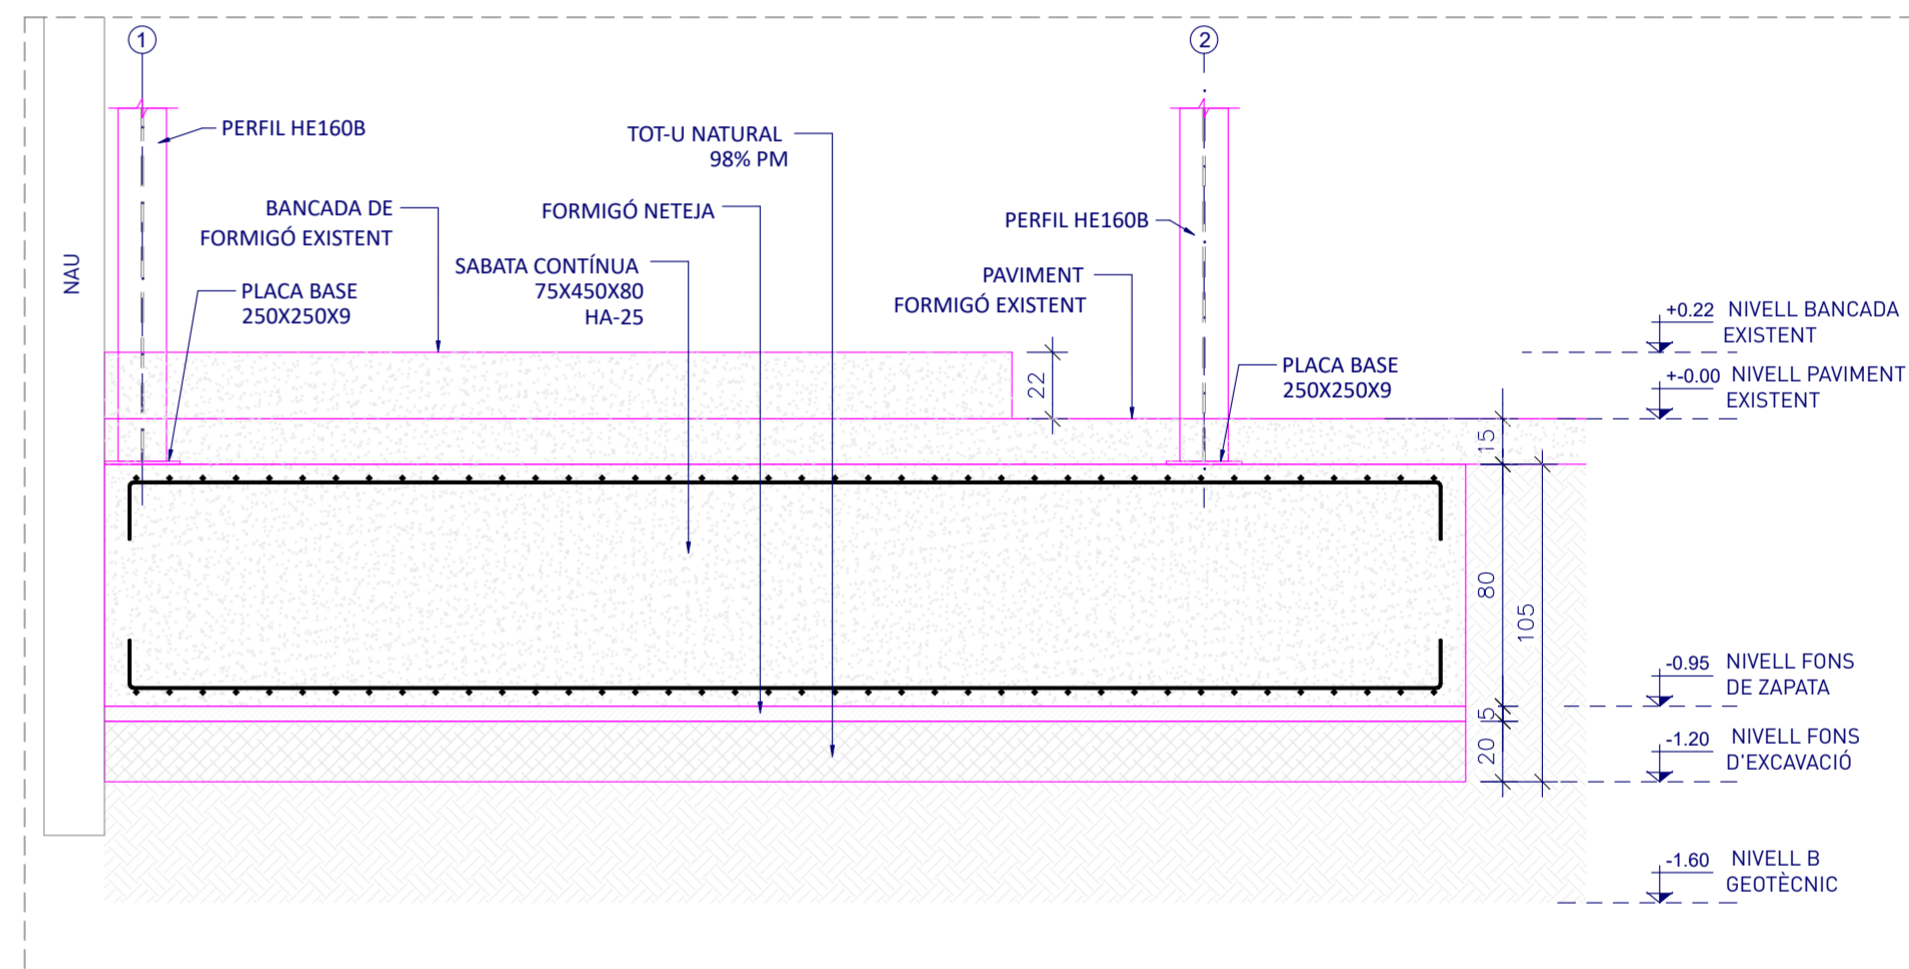 1
2
PERFIL HE160B
TOT-U NATURAL
98% PM
BANCADA DE
FORMIGÓ EXISTENT
FORMIGÓ NETEJA
PERFIL HE160B
NAU
SABATA CONTÍNUA
75X450X80
HA-25
PAVIMENT
FORMIGÓ EXISTENT
PLACA BASE
250X250X9
+0.22 NIVELL BANCADA
EXISTENT
PLACA BASE
250X250X9
22
+-0.00 NIVELL PAVIMENT
EXISTENT
15
80
105
-0.95 NIVELL FONS
DE ZAPATA
5
20
-1.20 NIVELL FONS
D'EXCAVACIÓ
-1.60 NIVELL B
GEOTÈCNIC